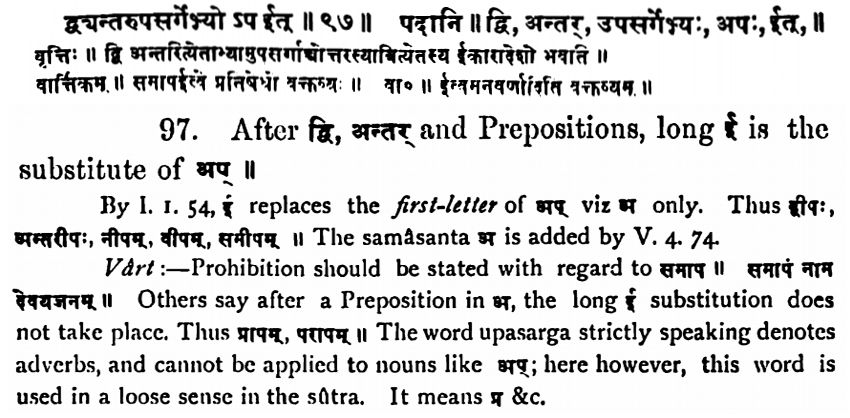 द्व्यन्तरुपसर्गेभ्यो ऽप ईत् ॥ ९७ ॥ पदानि ॥ द्वि, अन्तर्, उपसर्गेभ्यः, अपः, ईत्, ॥
वृत्तिः ॥ द्वि अन्तरित्येताभ्यामुपसर्गाच्चोत्तरस्याबित्येतस्य ईकारादेशो भवति ॥
वार्त्तिकम् ॥ समापईत्वे प्रतिषेधो वक्तव्यः ॥ वा० ॥ ईत्वमनवर्णादिति वक्तव्यम् ॥
97. After द्वि, अन्तर् and Prepositions, long ई is the
substitute of अप् ॥
By I. 1. 54, ई replaces the first-letter of अप् viz अ only. Thus द्वीपः,
अन्तरीपः, नीपम्, वीपम्, समीपम् ॥ The samâsanta अ is added by V. 4. 74.
Vârt :—Prohibition should be stated with regard to समाप ॥ समापं नाम
देवयजनम् ॥ Others say after a Preposition in अ, the long ई substitution does
not take place. Thus प्रापम्, परापम् ॥ The word upasarga strictly speaking denotes
adverbs, and cannot be applied to nouns like अप्; here however, this word is
used in a loose sense in the sûtra. It means प्र &c.